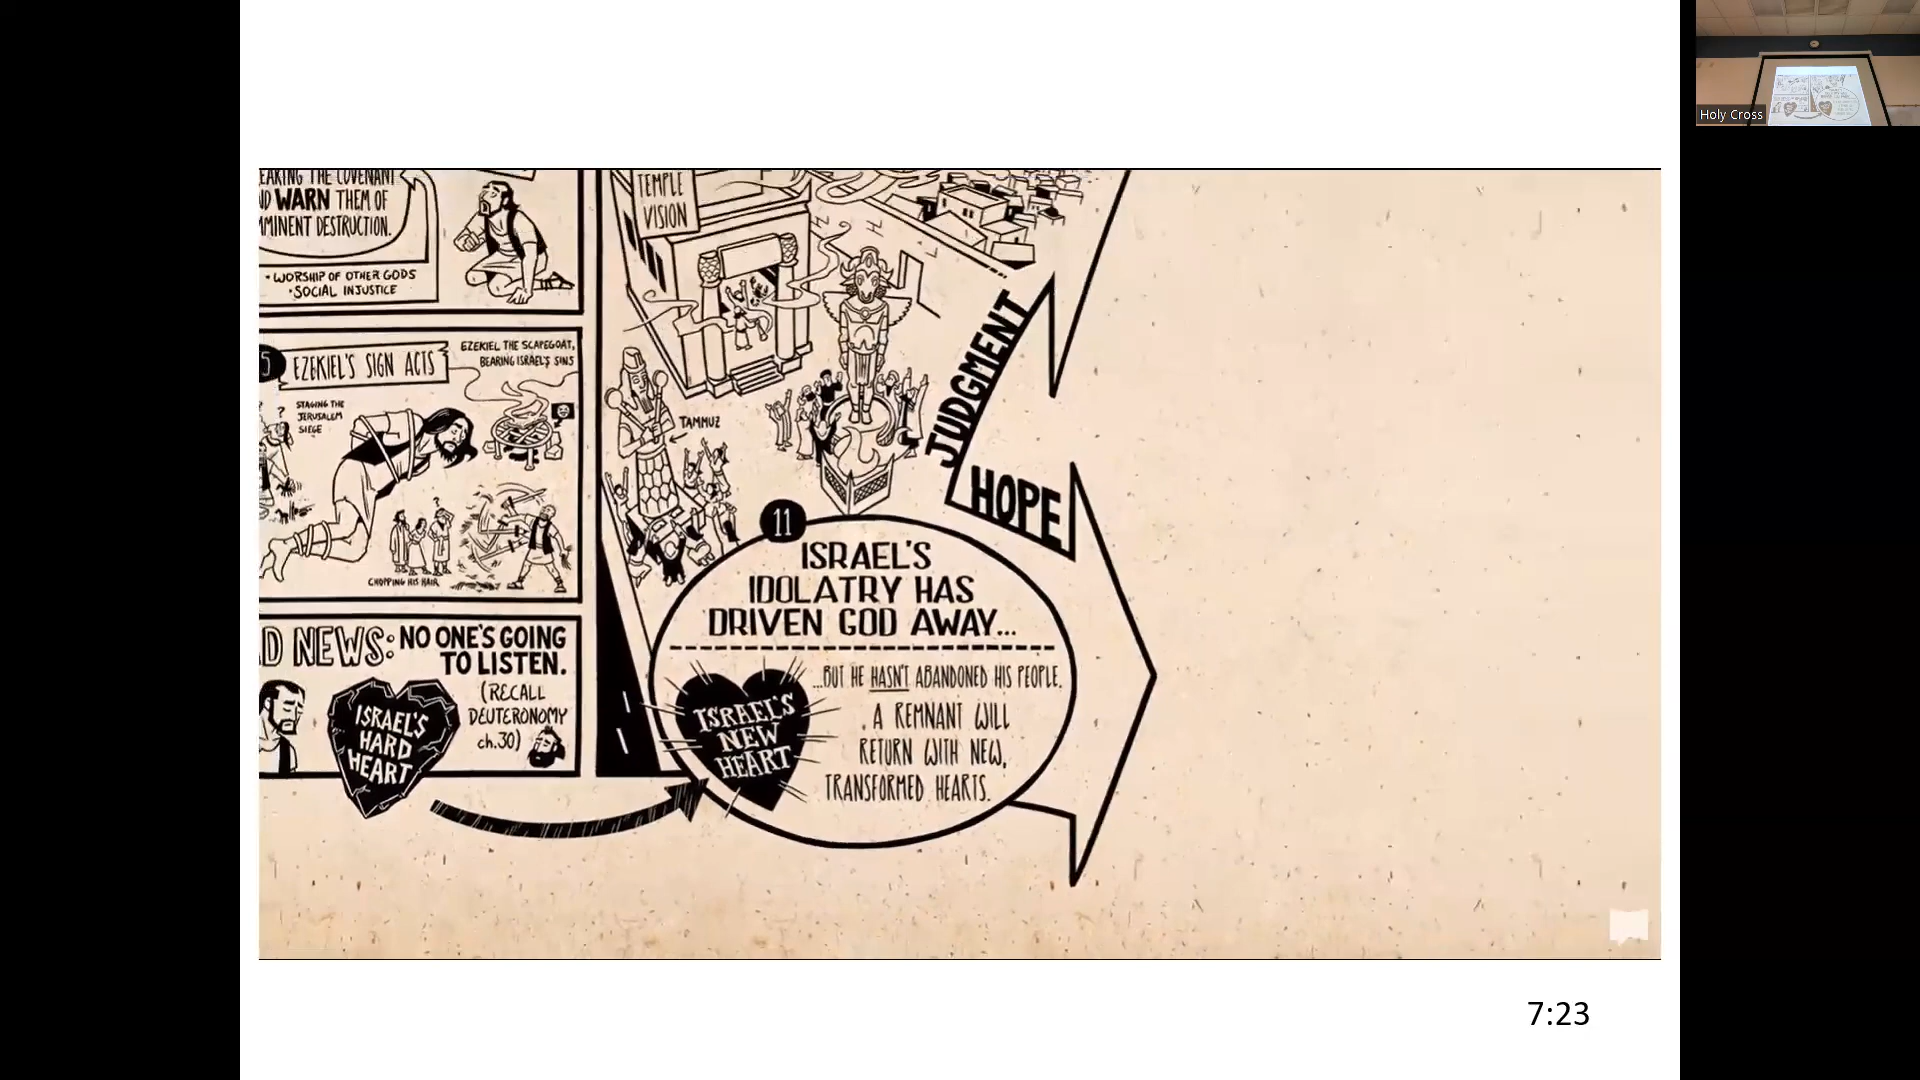 EAKING THE COVENANT
ND WARN THEM OF
MMINENT DESTRUCTION.
• WORSHIP OF OTHER GODS
• SOCIAL INJUSTICE
5
EZEKIEL'S SIGN ACTS
EZEKIEL THE SCAPEGOAT,
BEARING ISRAEL'S SINS
STAGING THE
JERUSALEM
SIEGE
?
?
CHOPPING HIS HAIR
D NEWS: NO ONE'S GOING
TO LISTEN.
(RECALL
DEUTERONOMY
ch.30)
ISRAEL'S
HARD
HEART
TEMPLE
VISION
TAMMUZ
JUDGMENT
HOPE
11
ISRAEL'S
IDOLATRY HAS
DRIVEN GOD AWAY...
...BUT HE HASN'T ABANDONED HIS PEOPLE.
A REMNANT WILL
RETURN WITH NEW,
TRANSFORMED HEARTS.
ISRAEL'S
NEW
HEART
7:23
Holy Cross